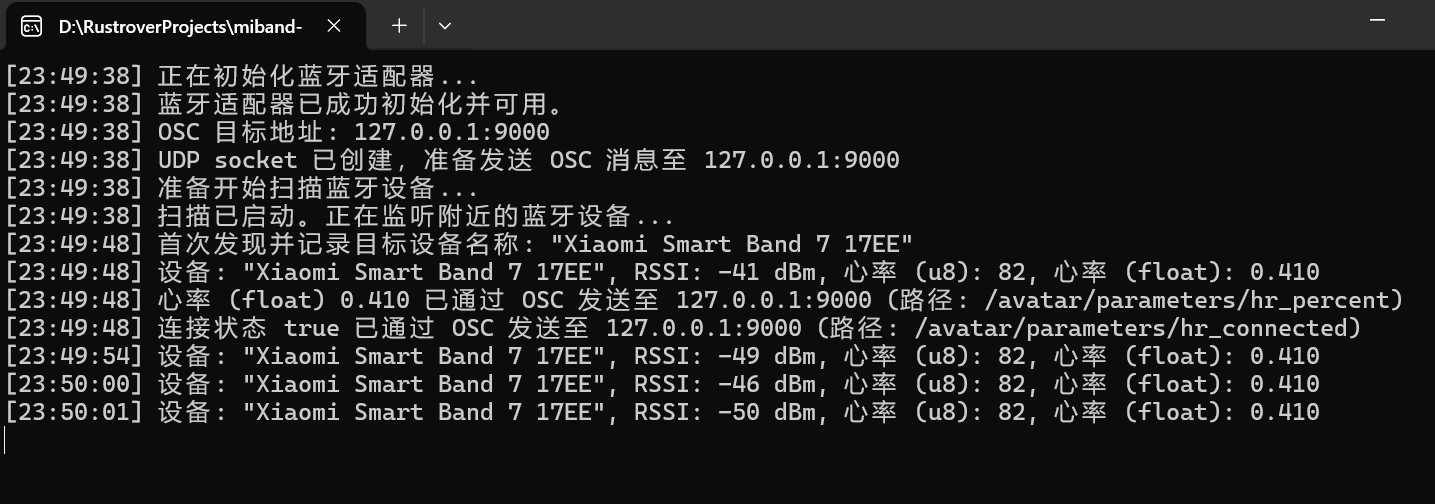 D:\RustroverProjects\miband-
[23:49:38] 正在初始化蓝牙适配器...
[23:49:38] 蓝牙适配器已成功初始化并可用。
[23:49:38] OSC 目标地址: 127.0.0.1:9000
[23:49:38] UDP socket 已创建, 准备发送 OSC 消息至 127.0.0.1:9000
[23:49:38] 准备开始扫描蓝牙设备...
[23:49:38] 扫描已启动。正在监听附近的蓝牙设备...
[23:49:48] 首次发现并记录目标设备名称: "Xiaomi Smart Band 7 17EE"
[23:49:48] 设备: "Xiaomi Smart Band 7 17EE", RSSI: -41 dBm, 心率 (u8): 82, 心率 (float): 0.410
[23:49:48] 心率 (float) 0.410 已通过 OSC 发送至 127.0.0.1:9000 (路径: /avatar/parameters/hr_percent)
[23:49:48] 连接状态 true 已通过 OSC 发送至 127.0.0.1:9000 (路径: /avatar/parameters/hr_connected)
[23:49:54] 设备: "Xiaomi Smart Band 7 17EE", RSSI: -49 dBm, 心率 (u8): 82, 心率 (float): 0.410
[23:50:00] 设备: "Xiaomi Smart Band 7 17EE", RSSI: -46 dBm, 心率 (u8): 82, 心率 (float): 0.410
[23:50:01] 设备: "Xiaomi Smart Band 7 17EE", RSSI: -50 dBm, 心率 (u8): 82, 心率 (float): 0.410